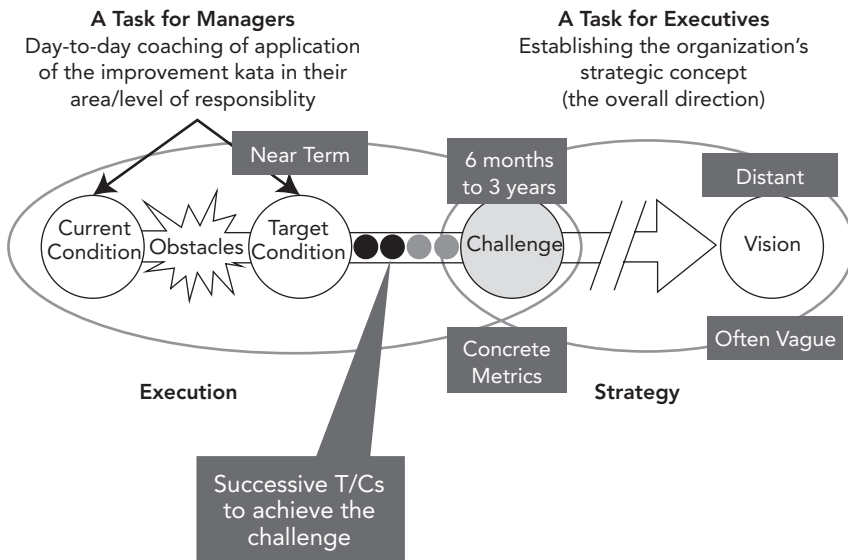 A Task for Managers
Day-to-day coaching of application
of the improvement kata in their
area/level of responsiblity
A Task for Executives
Establishing the organization's
strategic concept
(the overall direction)
Near Term
6 months
to 3 years
Distant
Current
Condition
Obstacles
Target
Condition
Challenge
Vision
Concrete
Metrics
Often Vague
Execution
Strategy
Successive T/Cs
to achieve the
challenge